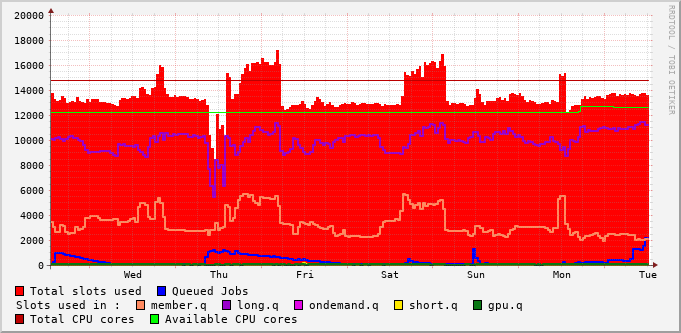 RRDTOOL / TOBI OETIKER
20000
18000
16000
14000
12000
10000
8000
6000
4000
2000
0
Wed Thu Fri Sat Sun Mon Tue
Total slots used Queued Jobs
Slots used in : member.q long.q ondemand.q short.q gpu.q
Total CPU cores Available CPU cores